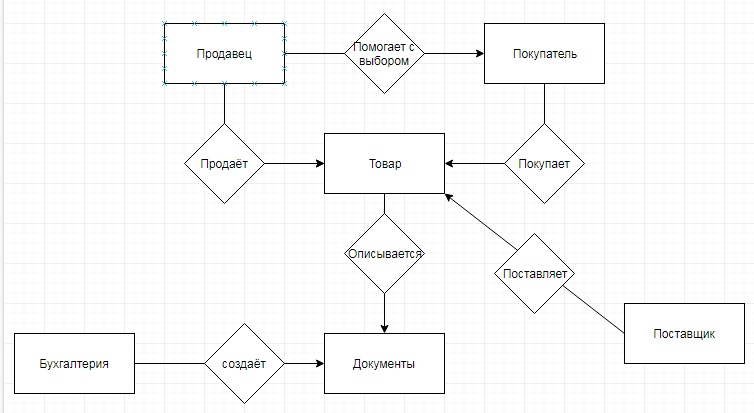 Продавец
Помогает с
выбором
Покупатель
Продаёт
Товар
Покупает
Описывается
Поставляет
Поставщик
Бухгалтерия
создаёт
Документы